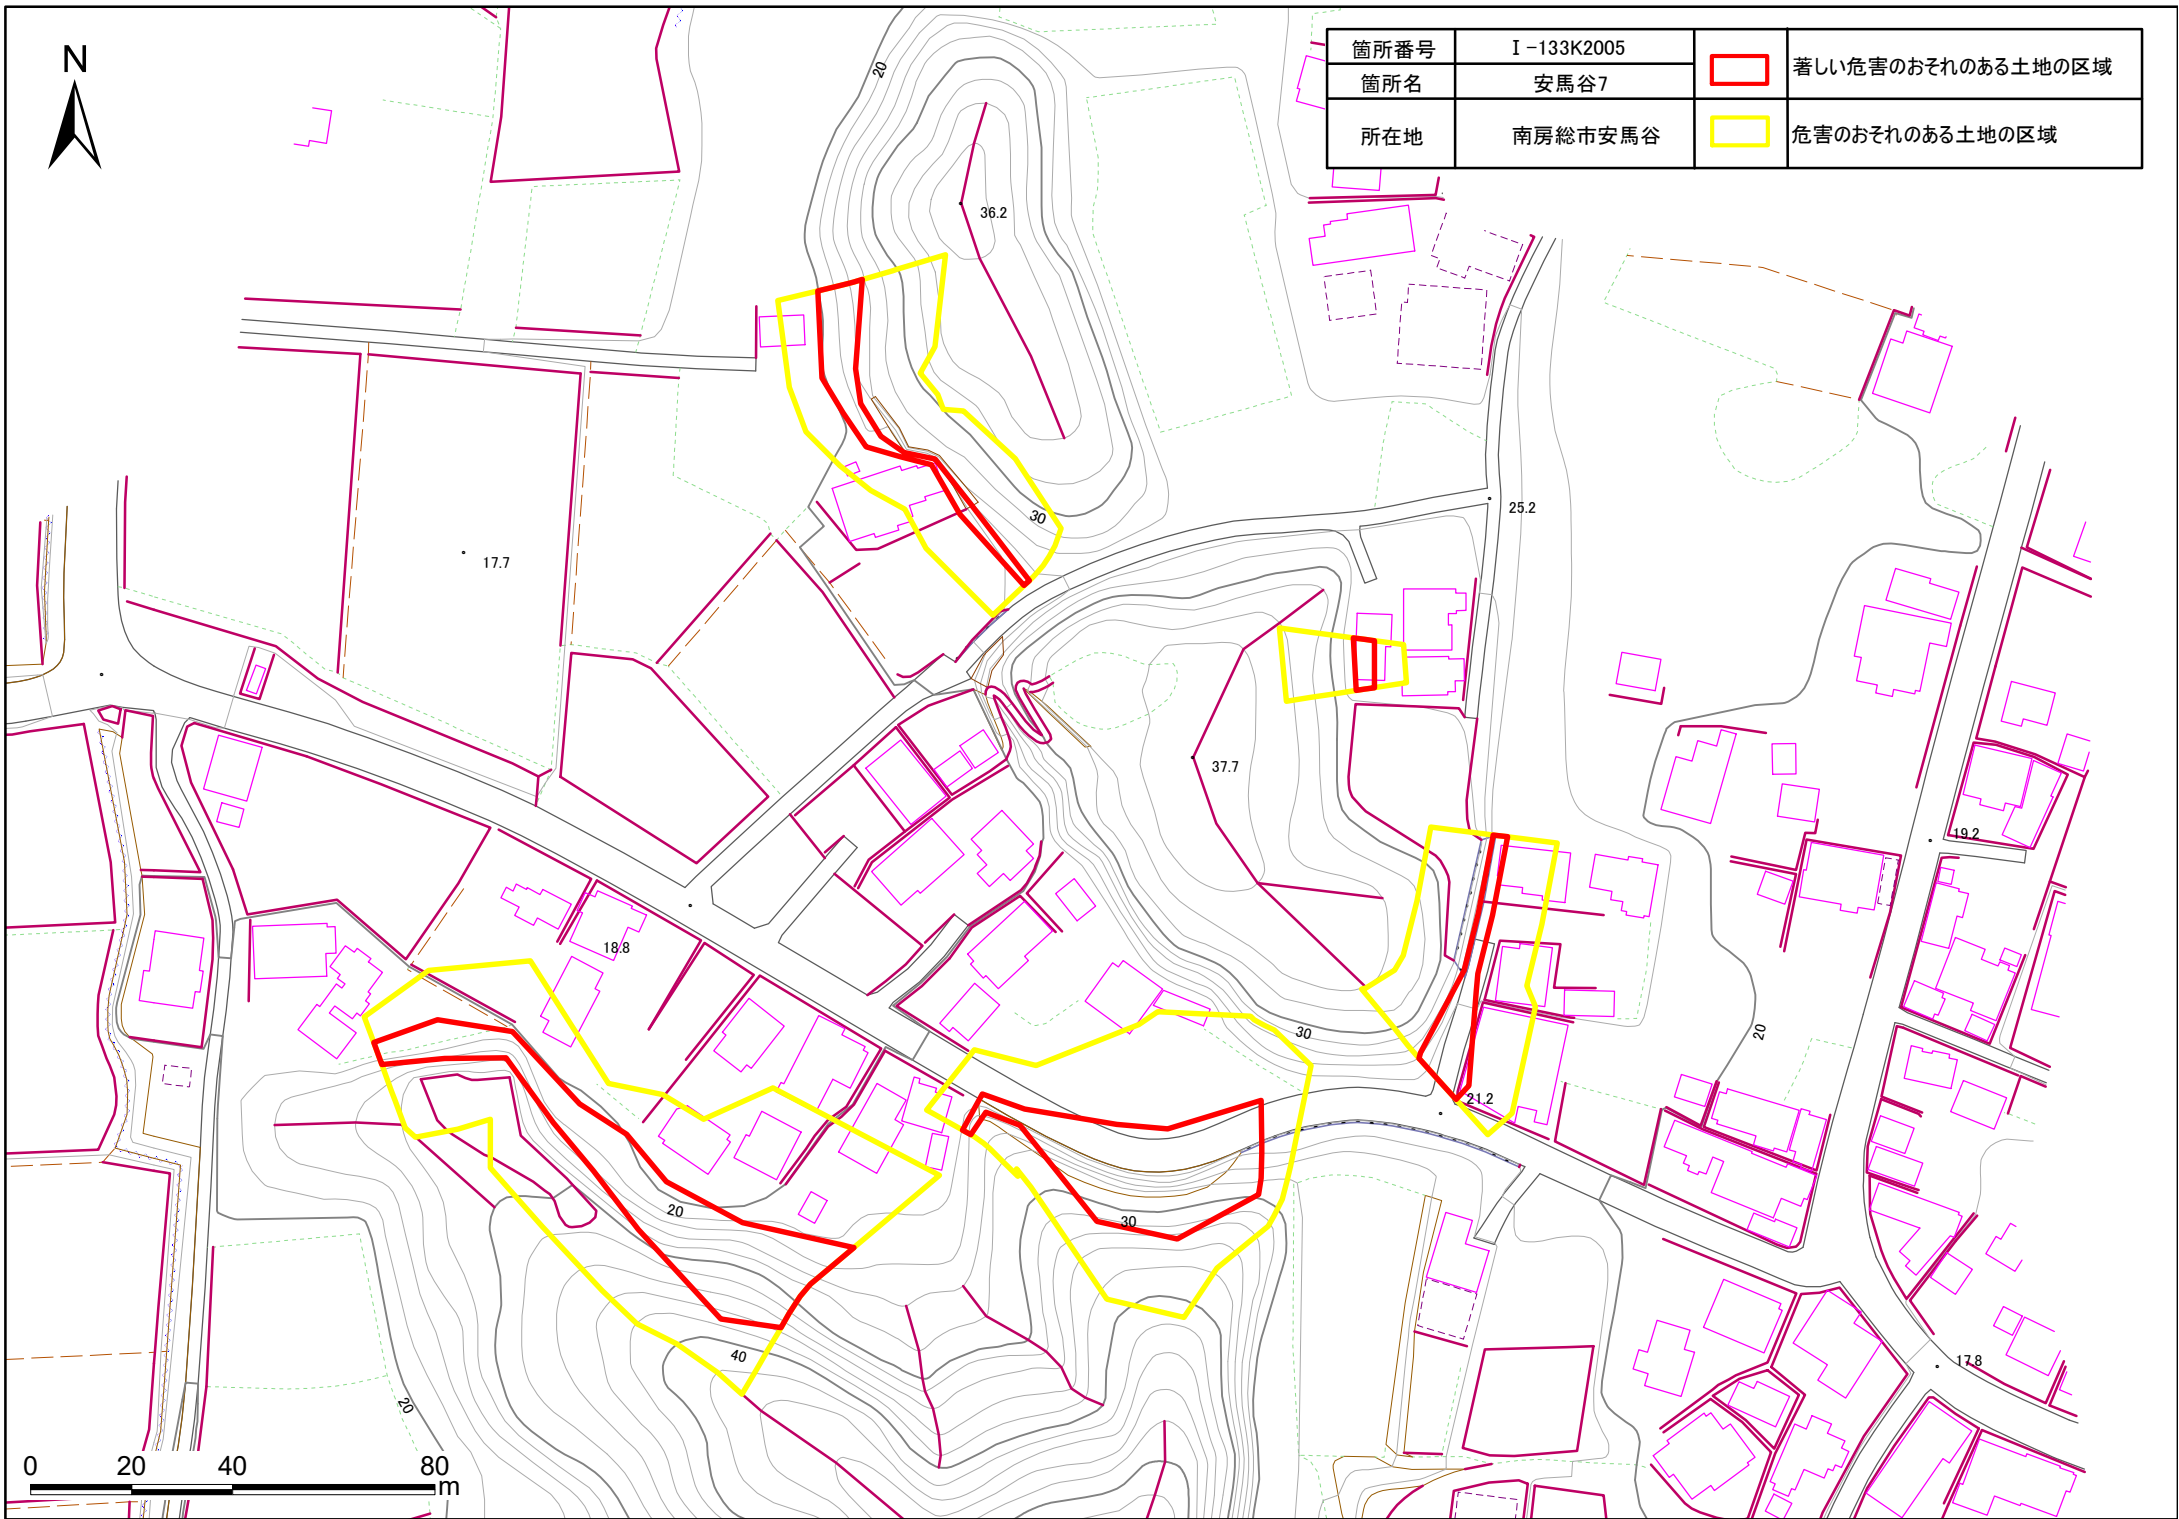 N
箇所番号 Ⅰ-133K2005 著しい危害のおそれのある土地の区域
箇所名 安馬谷7
所在地 南房総市安馬谷 危害のおそれのある土地の区域
20
36.2
30
25.2
17.7
37.7
19.2
18.8
30
20
21.2
20
30
40
20
17.8
0 20 40 80
m